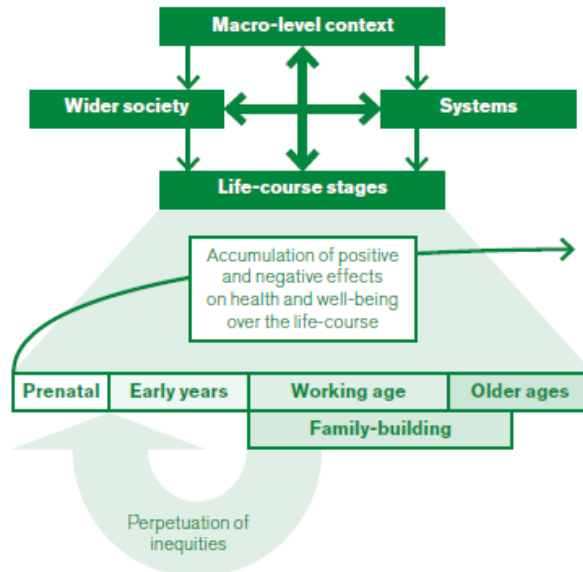 Macro-level context
Wider society
Systems
Life-course stages
Accumulation of positive
and negative effects
on health and well-being
over the life-course
Prenatal
Early years
Working age
Older ages
Family-building
Perpetuation of
inequities